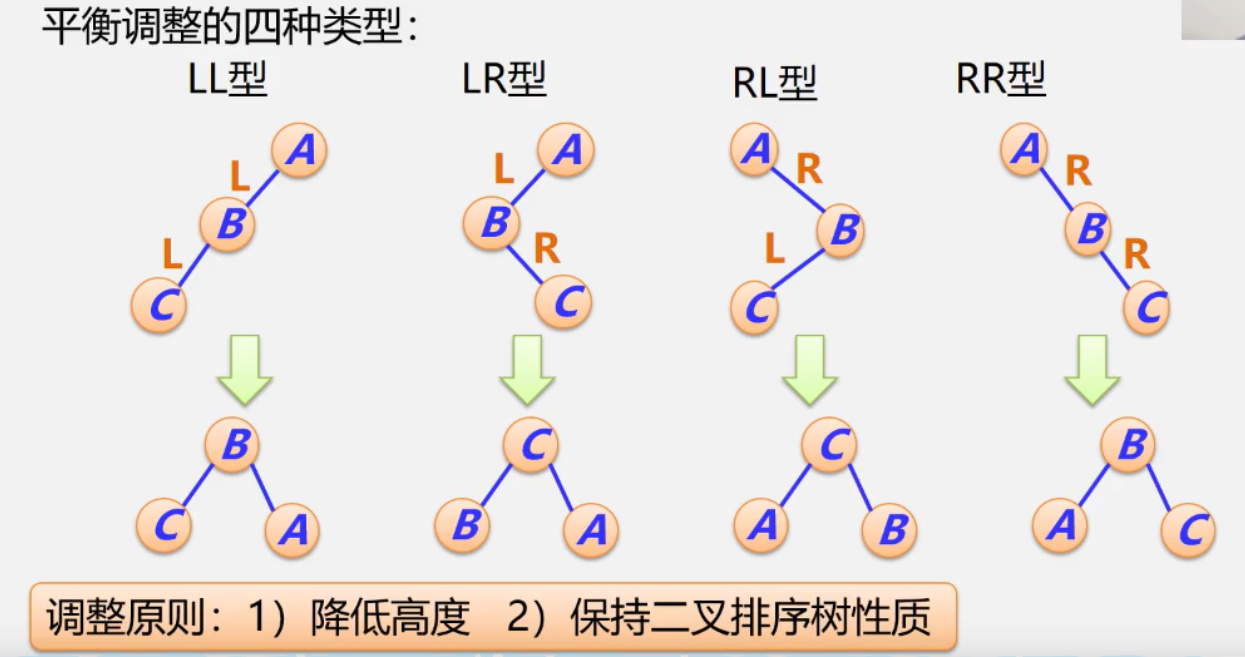 平衡调整的四种类型：
LL型 LR型 RL型 RR型
A A A A
L L R R
B B B B
L R L R
C C C C
B C C B
C A B A A B A C
调整原则：1）降低高度 2）保持二叉排序树性质